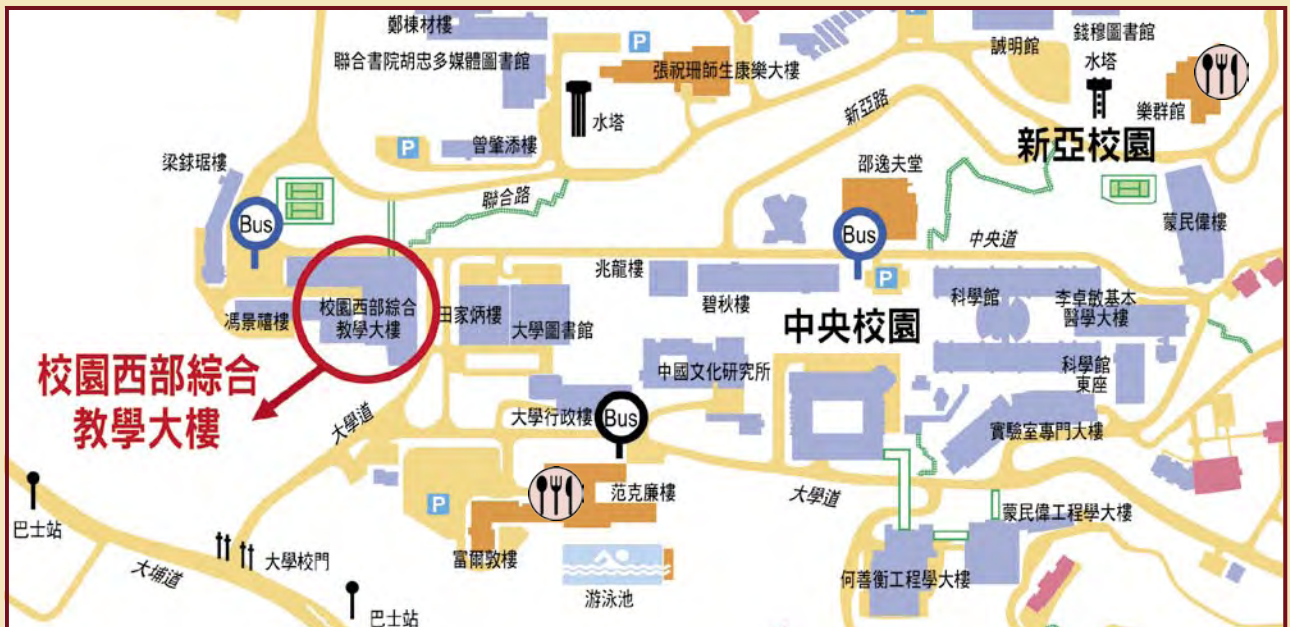 鄭棟材樓
P
誠明館
錢穆圖書館
聯合書院胡忠多媒體圖書館
張祝珊師生康樂大樓
水塔
樂群館
新亞路
水塔
P
曾肇添樓
新亞校園
梁銶琚樓
聯合路
邵逸夫堂
蒙民偉樓
Bus
Bus
中央道
兆龍樓
碧秋樓
P
科學館
李卓敏基本
醫學大樓
馮景禧樓
校園西部綜合
教學大樓
田家炳樓
大學圖書館
中央校園
科學館
東座
校園西部綜合
教學大樓
中國文化研究所
大學道
大學行政樓
Bus
實驗室專門大樓
P
范克廉樓
大學道
蒙民偉工程學大樓
巴士站
大學校門
富爾敦樓
大埔道
游泳池
何善衡工程學大樓
巴士站